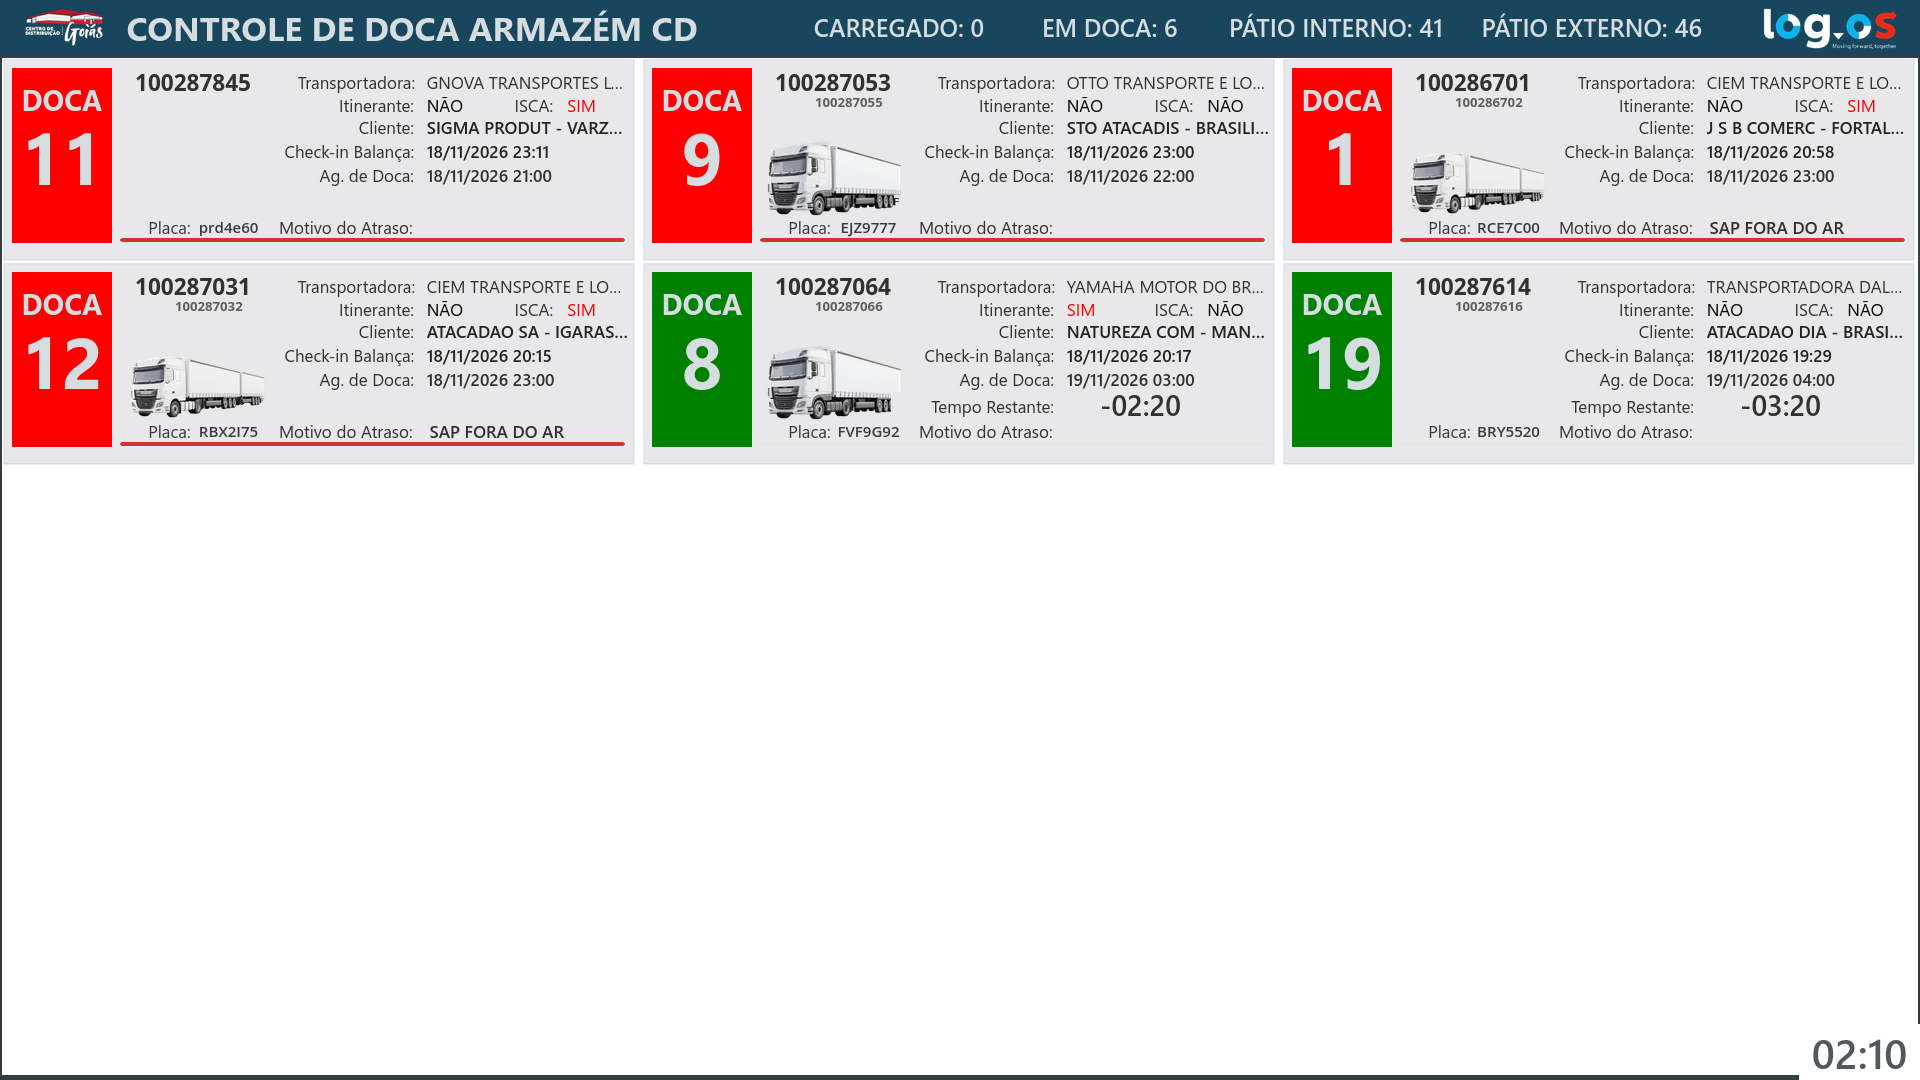 CENTRO DE
DISTRIBUIÇÃO
Goiás
CONTROLE DE DOCA ARMAZÉM CD
CARREGADO: 0
EM DOCA: 6
PÁTIO INTERNO: 41
PÁTIO EXTERNO: 46
log.os
Moving forward, together
DOCA
11
100287845
Transportadora: GNOVA TRANSPORTES L...
Itinerante: NÃO ISCA: SIM
Cliente: SIGMA PRODUT - VARZ...
Check-in Balança: 18/11/2026 23:11
Ag. de Doca: 18/11/2026 21:00
Placa: prd4e60 Motivo do Atraso:
DOCA
9
100287053
100287055
Transportadora: OTTO TRANSPORTE E LO...
Itinerante: NÃO ISCA: NÃO
Cliente: STO ATACADIS - BRASILI...
Check-in Balança: 18/11/2026 23:00
Ag. de Doca: 18/11/2026 22:00
Placa: EJZ9777 Motivo do Atraso:
DOCA
1
100286701
100286702
Transportadora: CIEM TRANSPORTE E LO...
Itinerante: NÃO ISCA: SIM
Cliente: J S B COMERC - FORTAL...
Check-in Balança: 18/11/2026 20:58
Ag. de Doca: 18/11/2026 23:00
Placa: RCE7C00 Motivo do Atraso: SAP FORA DO AR
DOCA
12
100287031
100287032
Transportadora: CIEM TRANSPORTE E LO...
Itinerante: NÃO ISCA: SIM
Cliente: ATACADAO SA - IGARAS...
Check-in Balança: 18/11/2026 20:15
Ag. de Doca: 18/11/2026 23:00
Placa: RBX2I75 Motivo do Atraso: SAP FORA DO AR
DOCA
8
100287064
100287066
Transportadora: YAMAHA MOTOR DO BR...
Itinerante: SIM ISCA: NÃO
Cliente: NATUREZA COM - MAN...
Check-in Balança: 18/11/2026 20:17
Ag. de Doca: 19/11/2026 03:00
Tempo Restante: -02:20
Placa: FVF9G92 Motivo do Atraso:
DOCA
19
100287614
100287616
Transportadora: TRANSPORTADORA DAL...
Itinerante: NÃO ISCA: NÃO
Cliente: ATACADAO DIA - BRASI...
Check-in Balança: 18/11/2026 19:29
Ag. de Doca: 19/11/2026 04:00
Tempo Restante: -03:20
Placa: BRY5520 Motivo do Atraso:
02:10